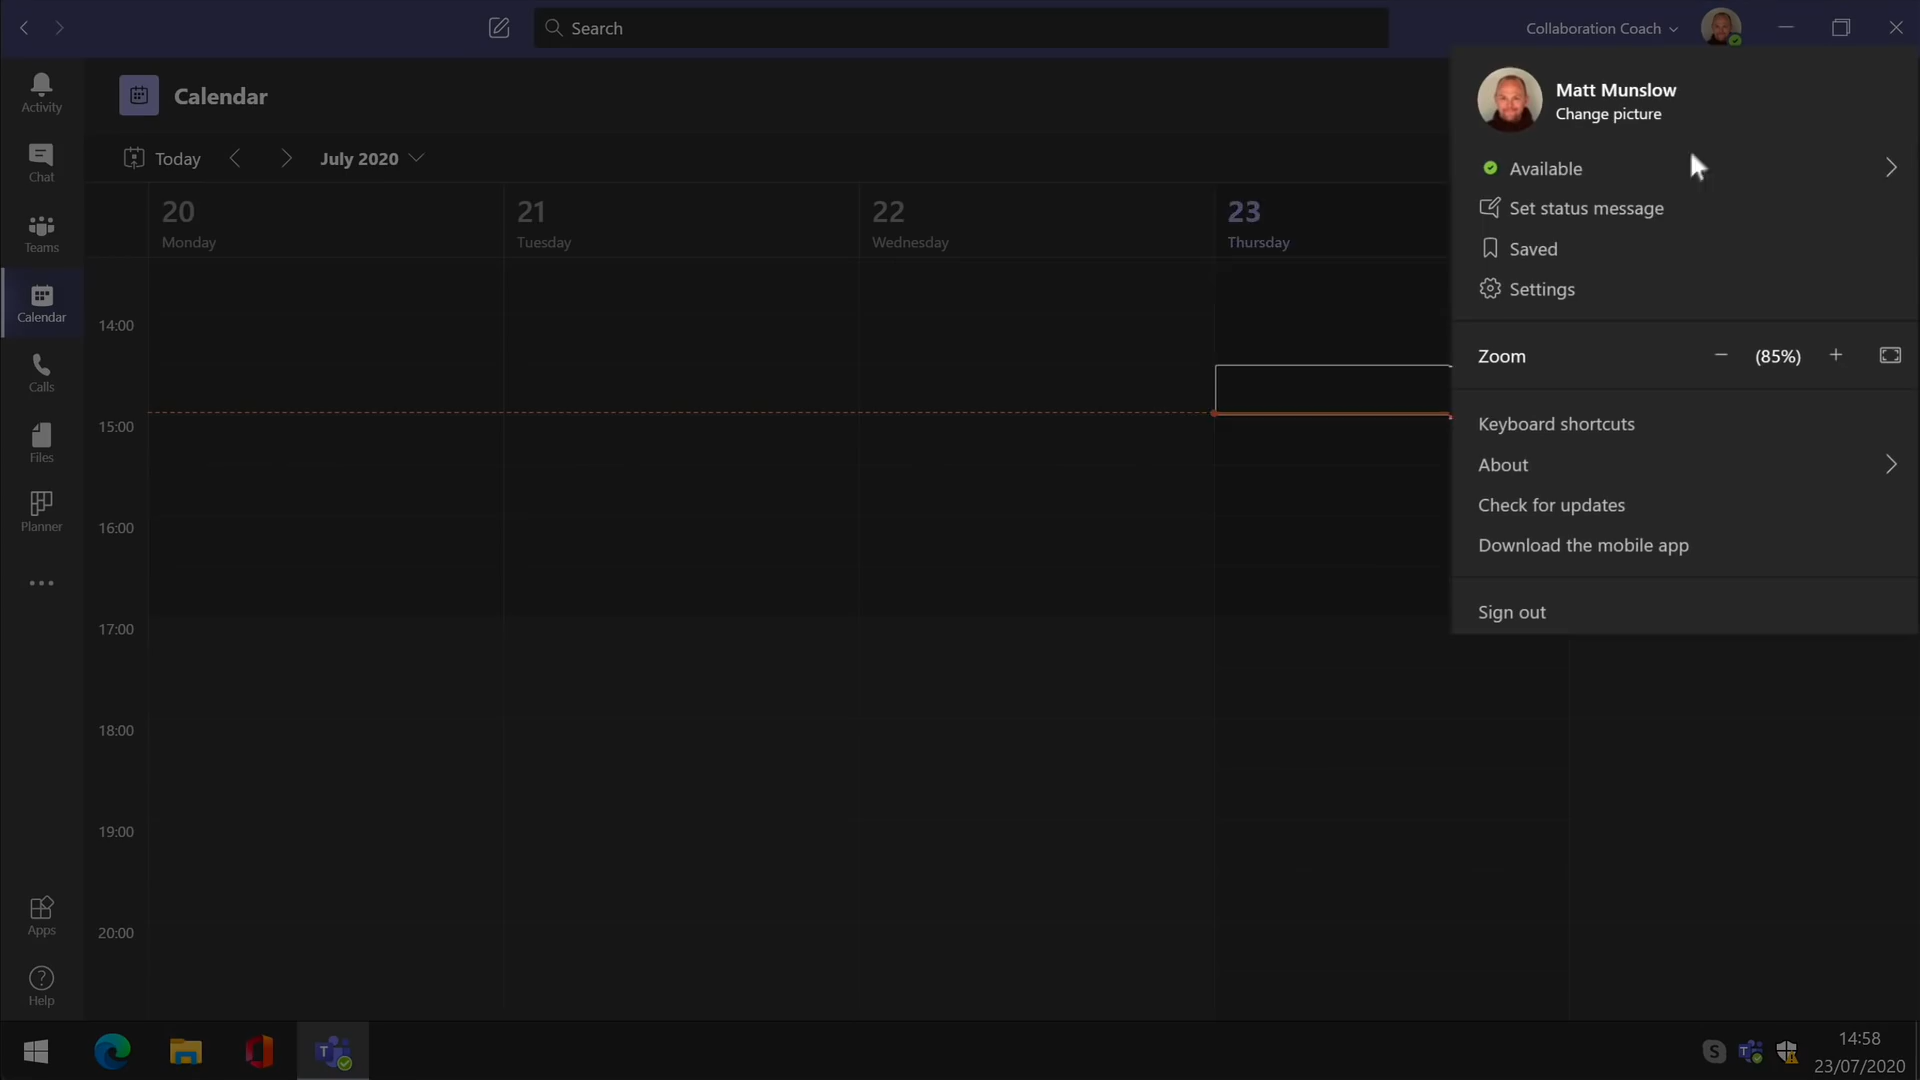 Search
Collaboration Coach
Activity
Chat
Teams
Calendar
Calls
Files
Planner
Apps
Help
Calendar
Today
July 2020
20
Monday
21
Tuesday
22
Wednesday
23
Thursday
14:00
15:00
16:00
17:00
18:00
19:00
20:00
Matt Munslow
Change picture
Available
Set status message
Saved
Settings
Zoom
(85%)
Keyboard shortcuts
About
Check for updates
Download the mobile app
Sign out
14:58
23/07/2020